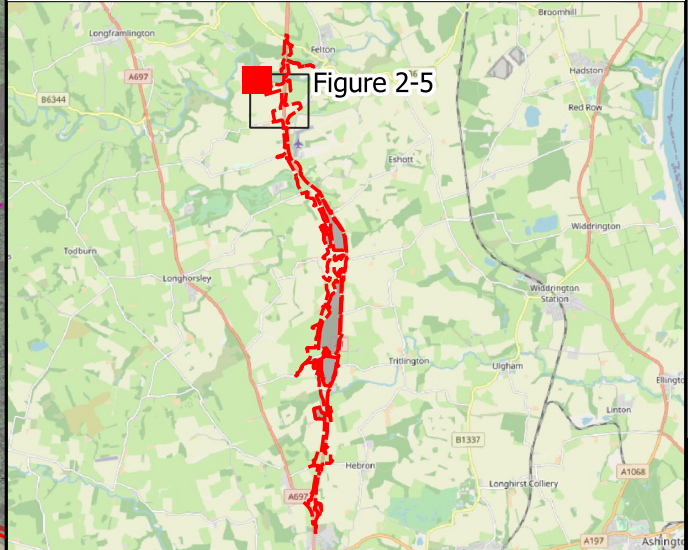 Broomhill
Longframlington
Felton
A697
Hadston
Figure 2-5
B6344
Red Row
Eshott
Widdrington
Todburn
Longhorsley
Widdrington
Station
Tritlington
Ulgham
Ellingto
Linton
B1337
Hebron
A1068
Longhirst Colliery
A697
A197
Ashingto